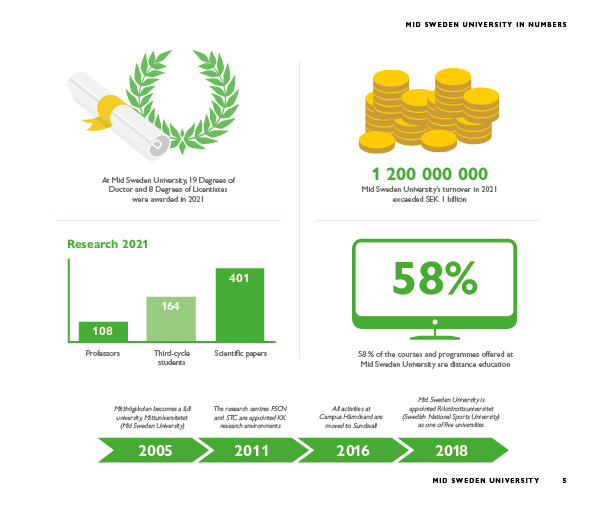 MID SWEDEN UNIVERSITY IN NUMBERS
At Mid Sweden University, 19 Degrees of
Doctor and 8 Degrees of Licentiates
were awarded in 2021
1 200 000 000
Mid Sweden University's turnover in 2021
exceeded SEK 1 billion
Research 2021
108
164
401
Professors
Third-cycle
students
Scientific papers
58%
58 % of the courses and programmes offered at
Mid Sweden University are distance education
Mitthögskolan becomes a full
university, Mittuniversitetet
(Mid Sweden University)
2005
The research centres FSCN
and STC are appointed KK
research environments
2011
All activities at
Campus Härnösand are
moved to Sundsvall
2016
Mid Sweden University is
appointed Riksidrottsuniversitet
(Swedish National Sports University)
as one of five universities
2018
MID SWEDEN UNIVERSITY 5